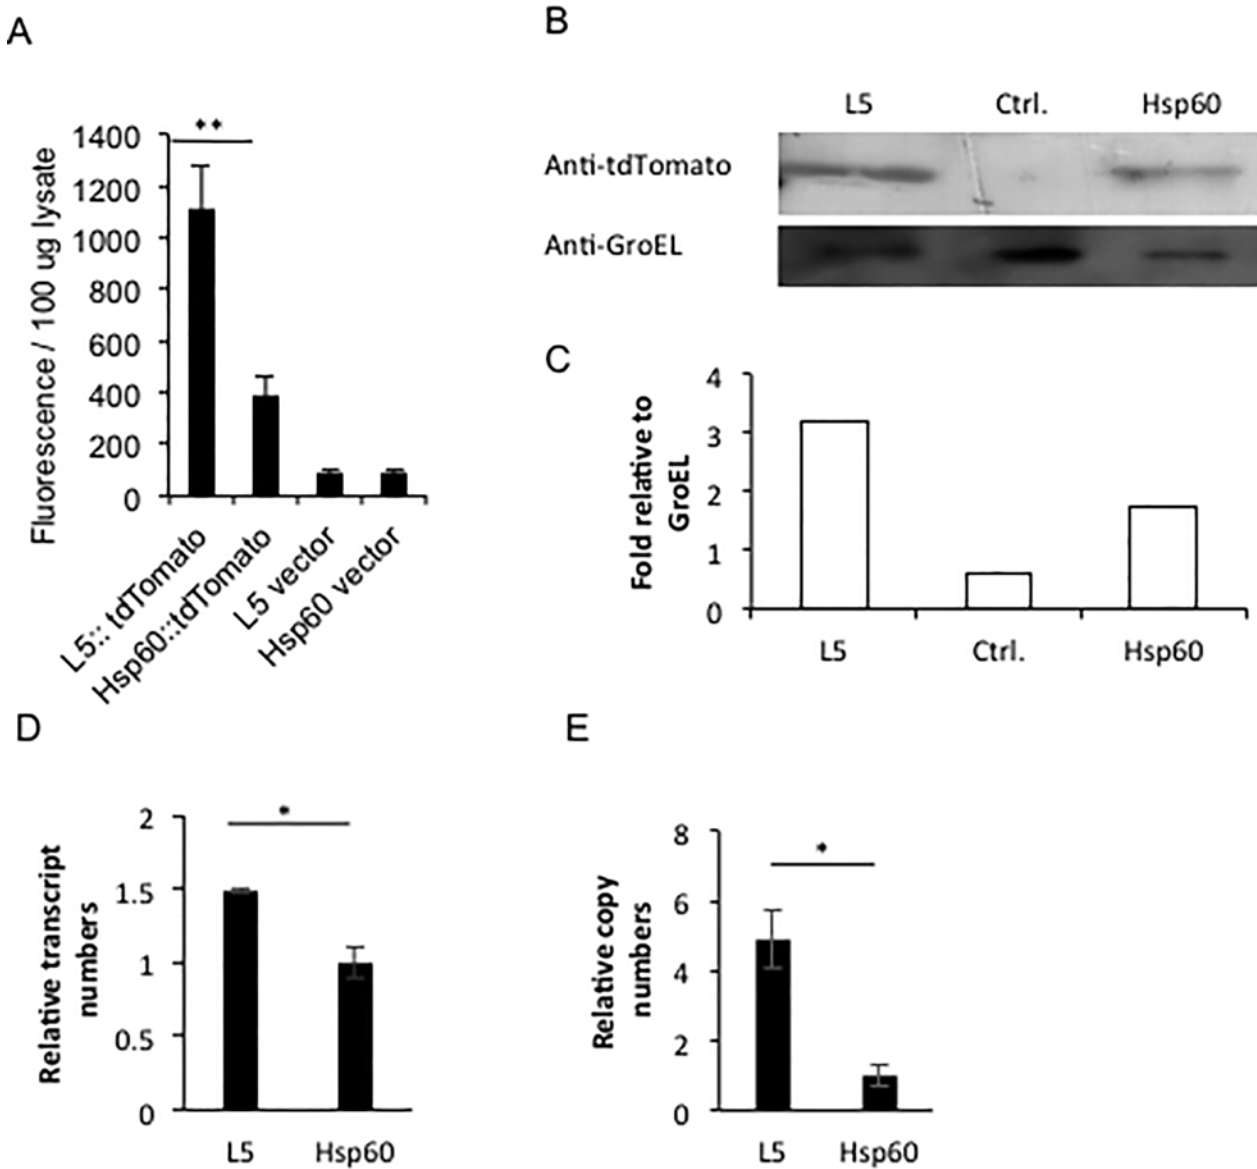 A
Fluorescence / 100 ug lysate
1400
1200
1000
800
600
400
200
0
**
L5:: tdTomato
Hsp60::tdTomato
L5 vector
Hsp60 vector
B
L5 Ctrl. Hsp60
Anti-tdTomato
Anti-GroEL
C
Fold relative to
GroEL
4
3
2
1
0
L5 Ctrl. Hsp60
D
Relative transcript
numbers
2
1.5
1
0.5
0
*
L5 Hsp60
E
Relative copy
numbers
8
6
4
2
0
*
L5 Hsp60